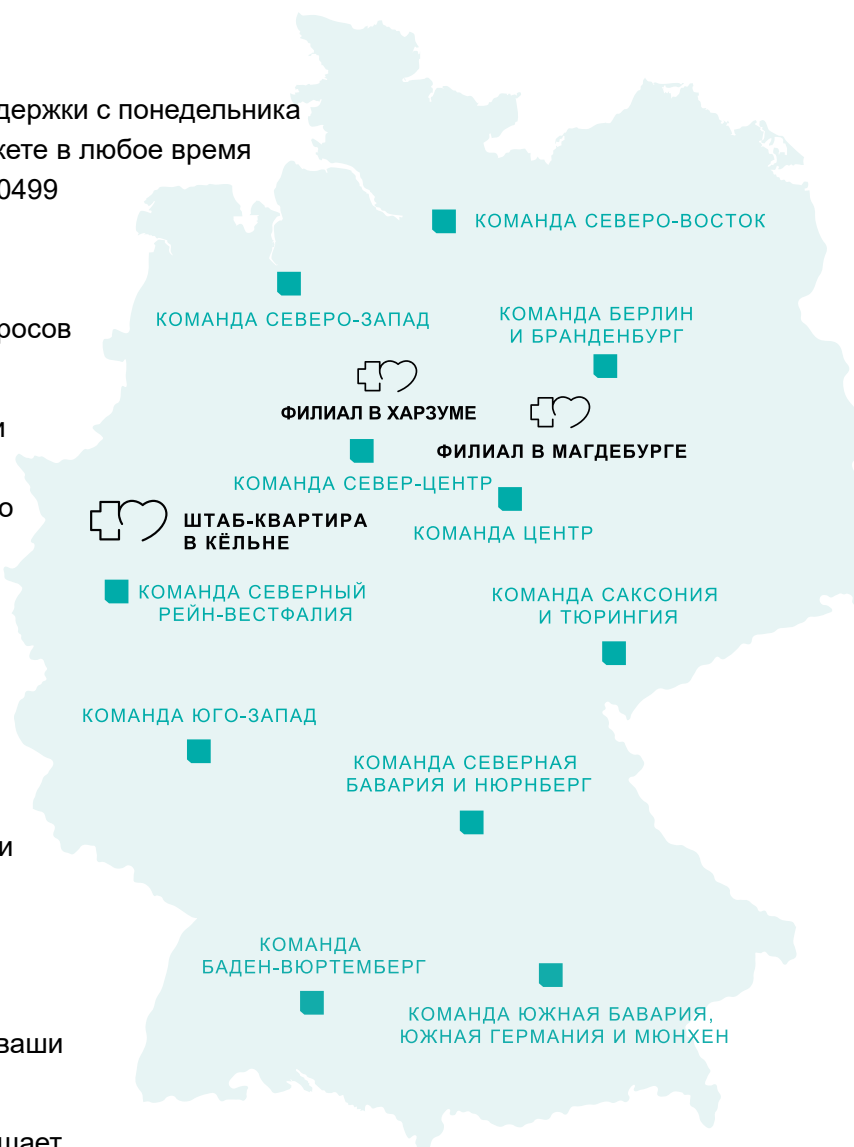 держки с понедельника
кете в любое время
0499
КОМАНДА СЕВЕРО-ВОСТОК
КОМАНДА СЕВЕРО-ЗАПАД
КОМАНДА БЕРЛИН
И БРАНДЕНБУРГ
росов
ФИЛИАЛ В ХАРЗУМЕ
и
ФИЛИАЛ В МАГДЕБУРГЕ
КОМАНДА СЕВЕР-ЦЕНТР
о
ШТАБ-КВАРТИРА
В КЁЛЬНЕ
КОМАНДА ЦЕНТР
КОМАНДА СЕВЕРНЫЙ
РЕЙН-ВЕСТФАЛИЯ
КОМАНДА САКСОНИЯ
И ТЮРИНГИЯ
КОМАНДА ЮГО-ЗАПАД
КОМАНДА СЕВЕРНАЯ
БАВАРИЯ И НЮРНБЕРГ
и
КОМАНДА
БАДЕН-ВЮРТЕМБЕРГ
КОМАНДА ЮЖНАЯ БАВАРИЯ,
ЮЖНАЯ ГЕРМАНИЯ И МЮНХЕН
ваши
щает